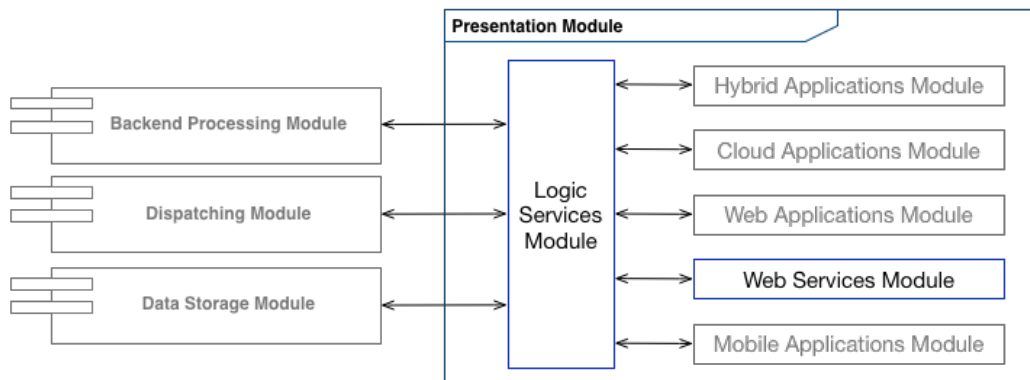 Presentation Module
Backend Processing Module
Dispatching Module
Data Storage Module
Logic
Services
Module
Hybrid Applications Module
Cloud Applications Module
Web Applications Module
Web Services Module
Mobile Applications Module